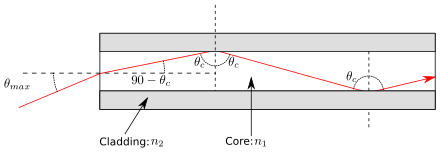 θc
θc
θmax
90 − θc
θc
Cladding: n2
Core: n1